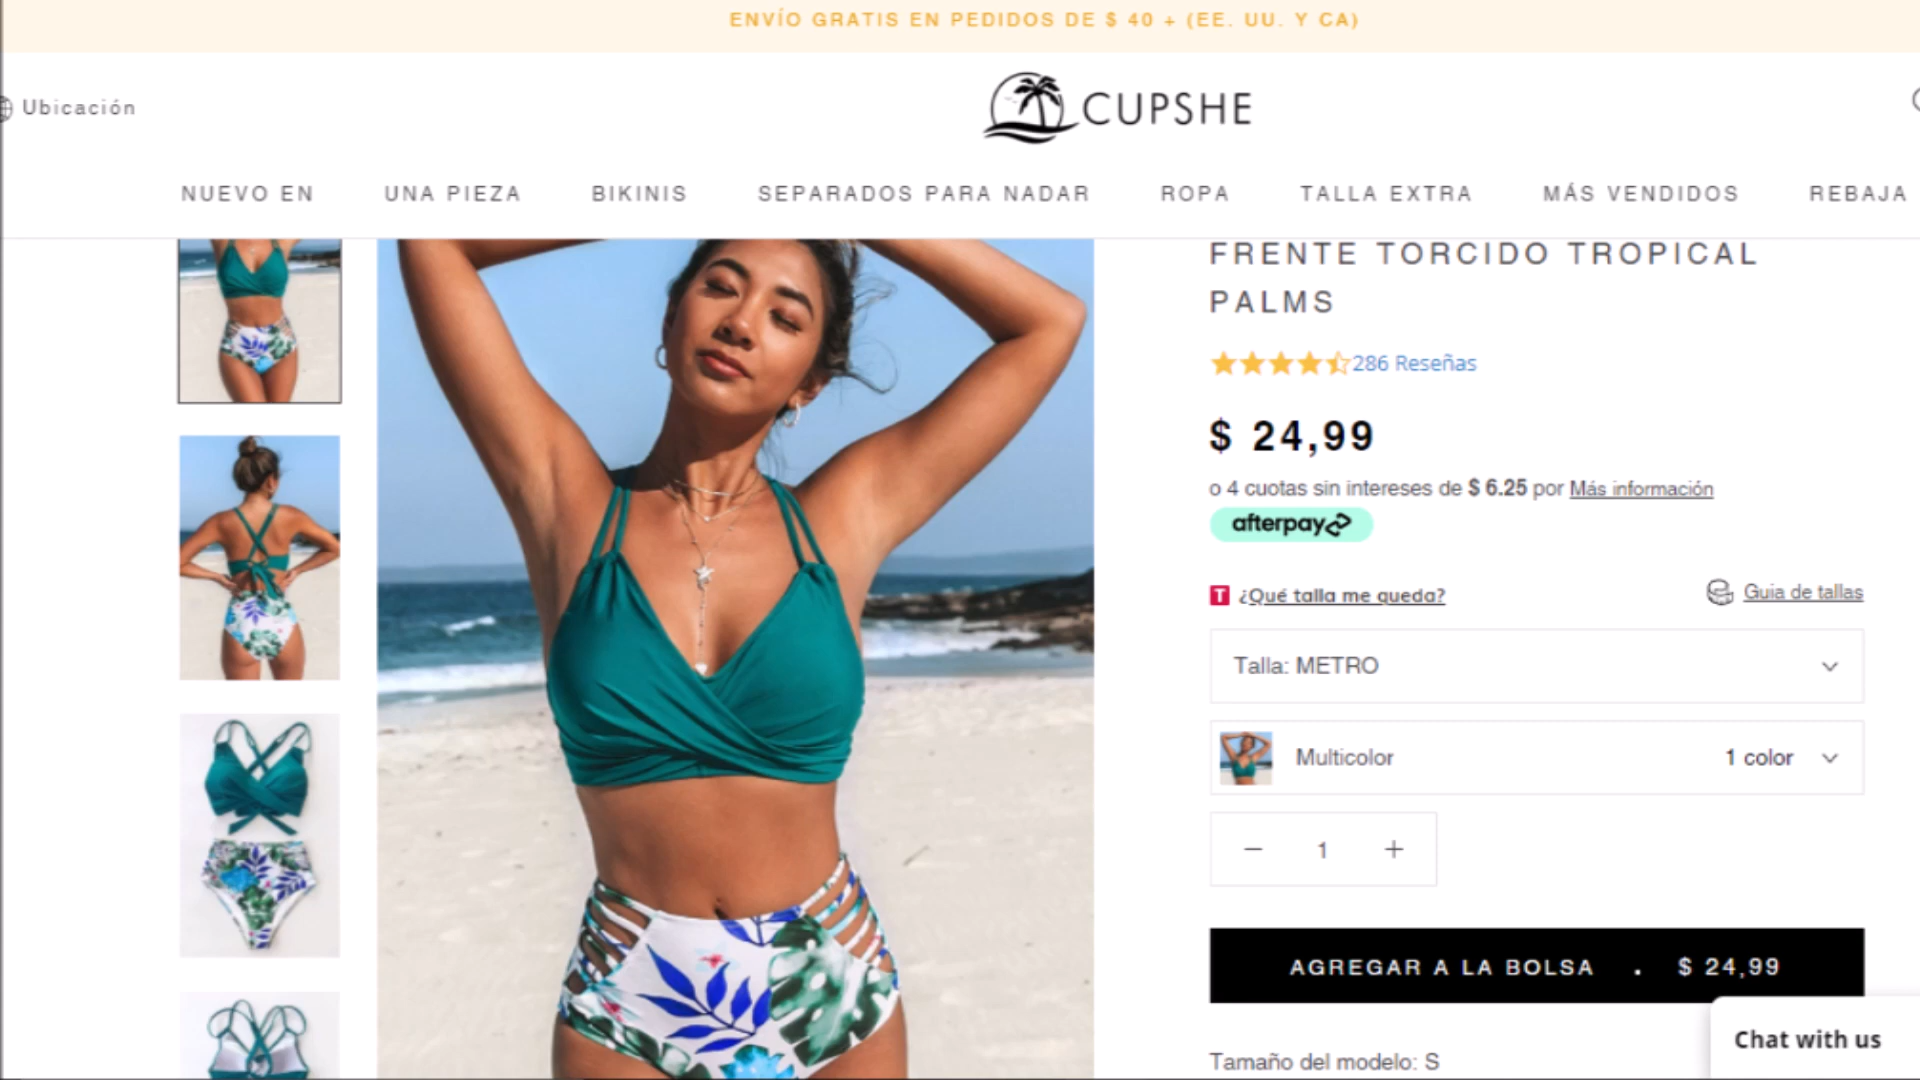 ENVÍO GRATIS EN PEDIDOS DE $ 40 + (EE. UU. Y CA)
Ubicación
CUPSHE
NUEVO EN UNA PIEZA BIKINIS SEPARADOS PARA NADAR ROPA TALLA EXTRA MÁS VENDIDOS REBAJA
FRENTE TORCIDO TROPICAL
PALMS
286 Reseñas
$ 24,99
o 4 cuotas sin intereses de $ 6.25 por Más información
afterpay
T ¿Qué talla me queda? Guia de tallas
Talla: METRO
Multicolor 1 color
− 1 +
AGREGAR A LA BOLSA . $ 24,99
Chat with us
Tamaño del modelo: S